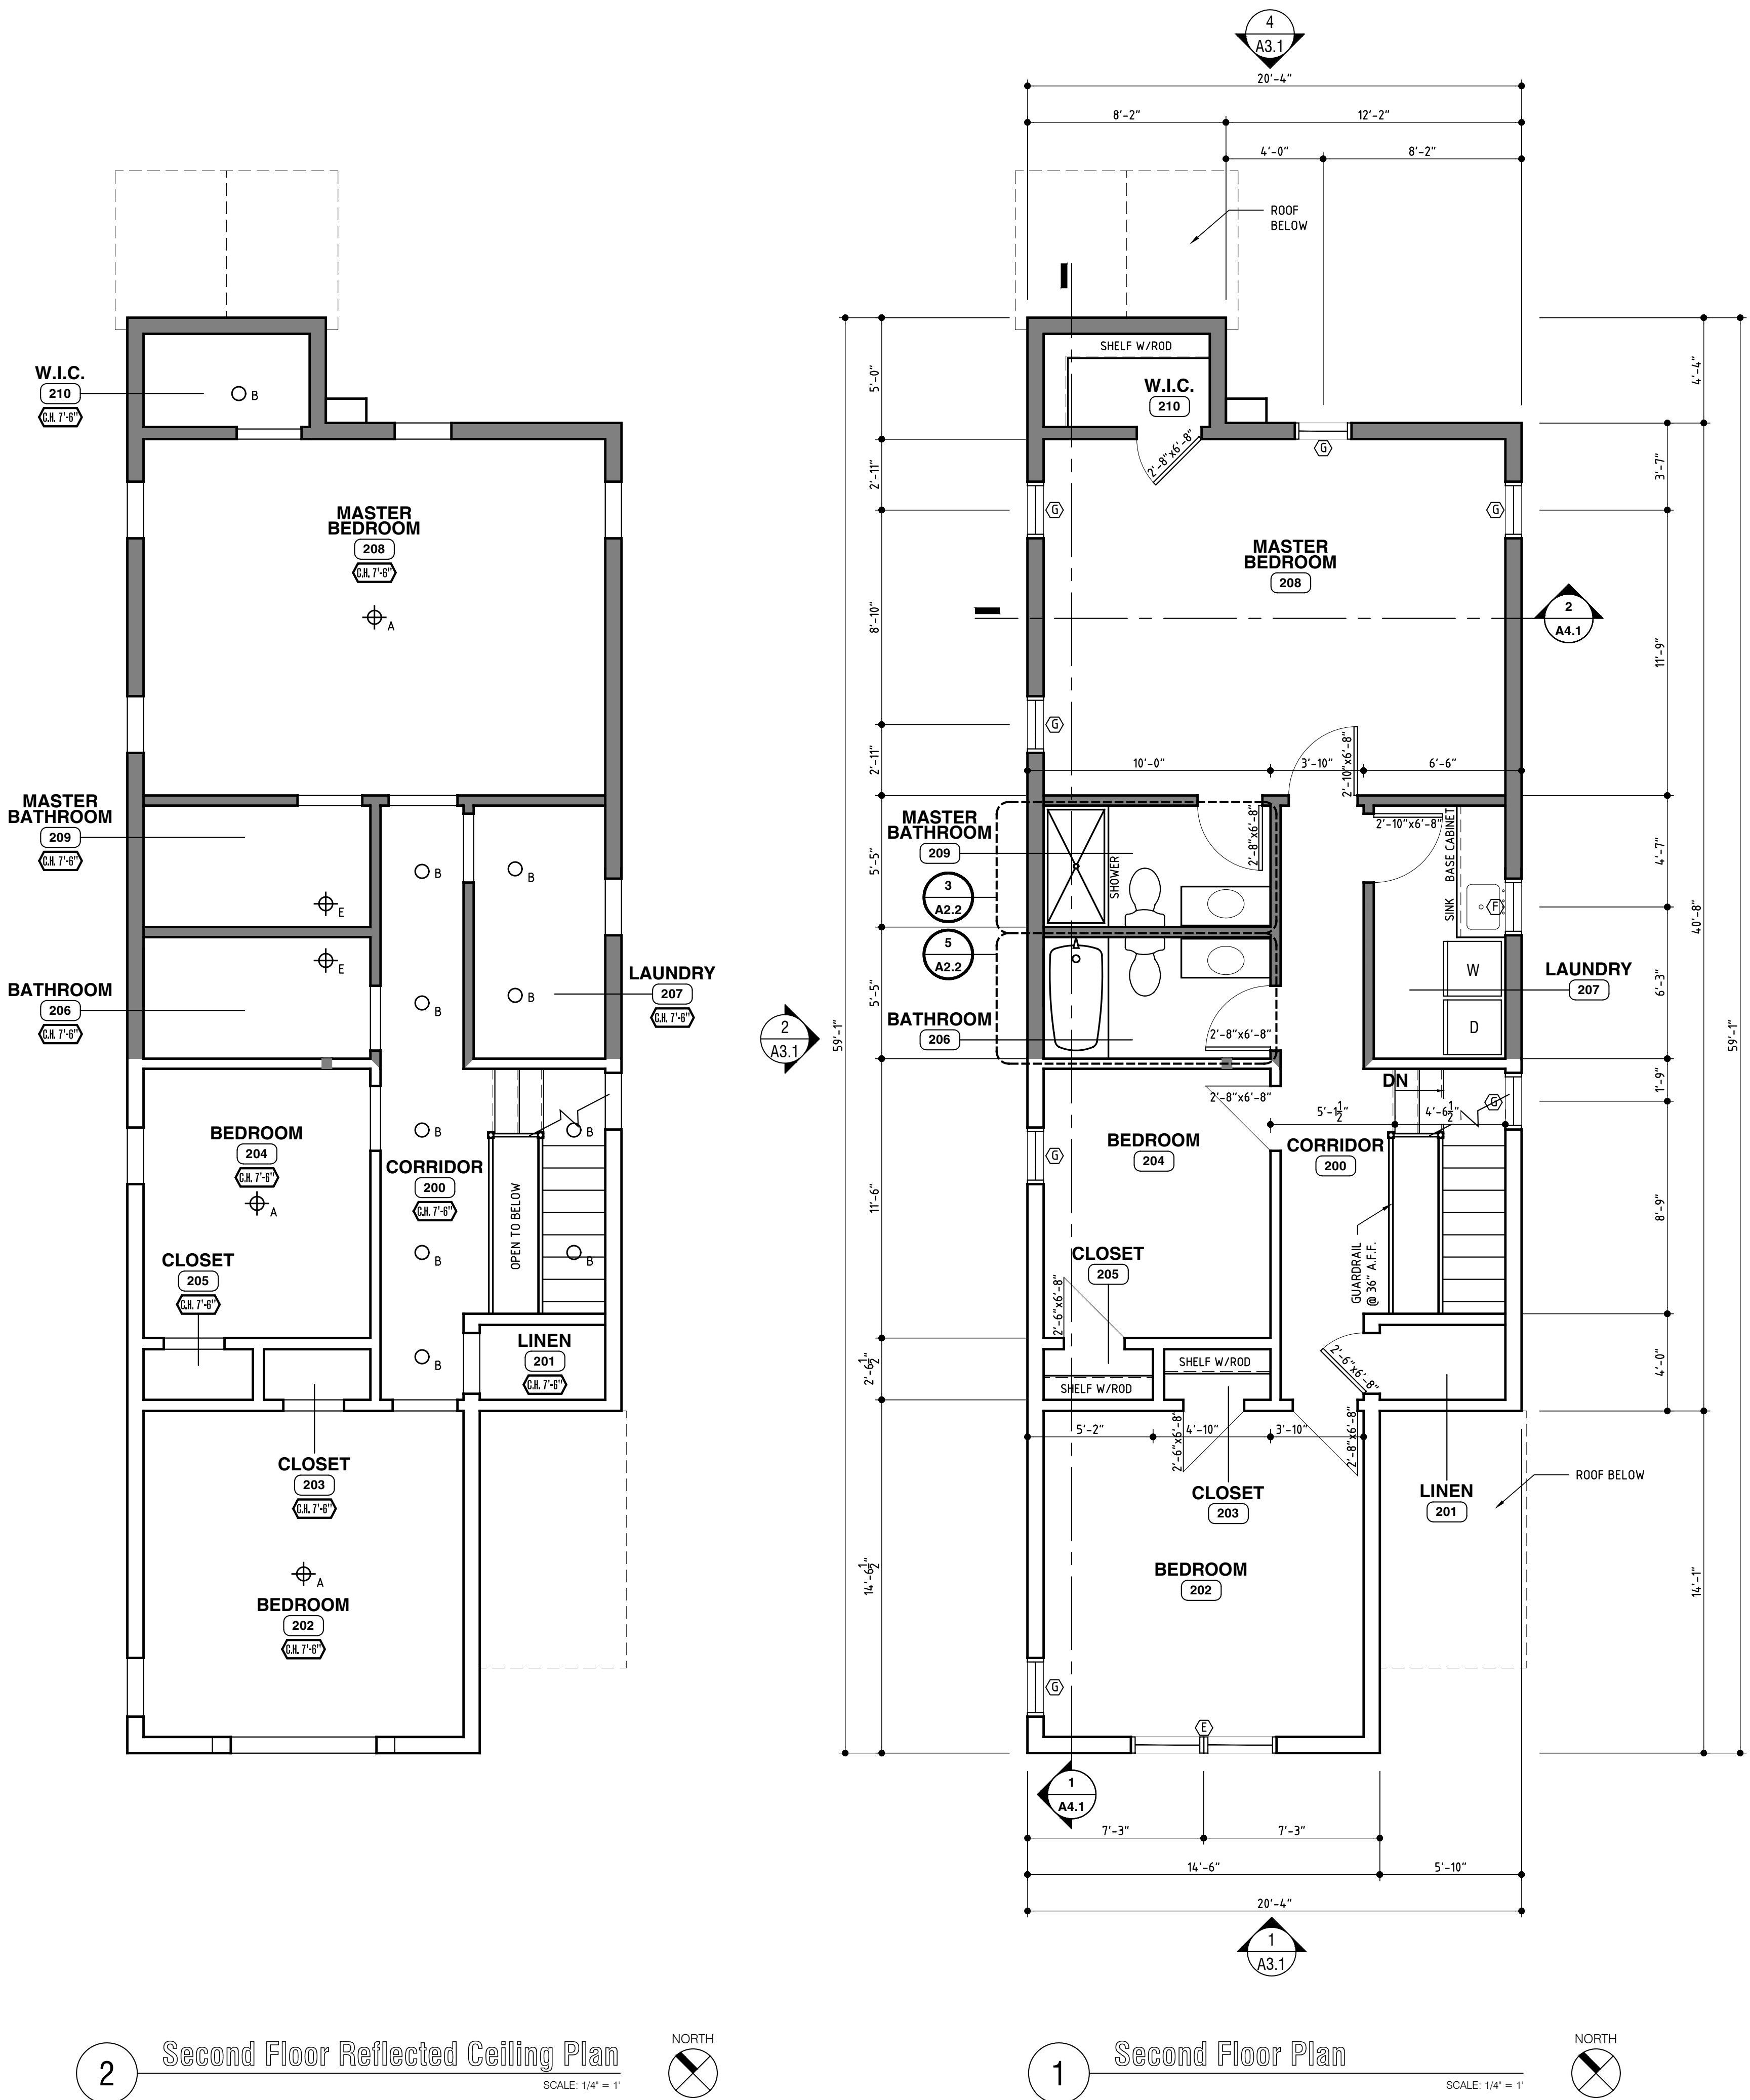 W.I.C.
210
C.H. 7'-6"
B
MASTER
BEDROOM
208
C.H. 7'-6"
A
MASTER
BATHROOM
209
C.H. 7'-6"
E
B
B
BATHROOM
206
C.H. 7'-6"
E
B
B
LAUNDRY
207
C.H. 7'-6"
BEDROOM
204
C.H. 7'-6"
A
B
B
CORRIDOR
200
C.H. 7'-6"
OPEN TO BELOW
B
B
CLOSET
205
C.H. 7'-6"
LINEN
201
C.H. 7'-6"
B
CLOSET
203
C.H. 7'-6"
A
BEDROOM
202
C.H. 7'-6"
2
Second Floor Reflected Ceiling Plan
SCALE: 1/4" = 1'
NORTH
4
A3.1
20'-4"
8'-2"
12'-2"
4'-0"
8'-2"
ROOF
BELOW
SHELF W/ROD
W.I.C.
210
2'-8"x6'-8"
G
G
G
MASTER
BEDROOM
208
2
A4.1
G
10'-0"
3'-10"
6'-6"
2'-10"x6'-8"
MASTER
BATHROOM
209
SHOWER
2'-8"x6'-8"
2'-10"x6'-8"
BASE CABINET
SINK
F
3
A2.2
5
A2.2
W
D
LAUNDRY
207
BATHROOM
206
2'-8"x6'-8"
2
A3.1
2'-8"x6'-8"
DN
G
5'-1 1/2"
4'-6 1/2"
G
BEDROOM
204
CORRIDOR
200
GUARDRAIL
@ 36" A.F.F.
CLOSET
205
2'-6"x6'-8"
SHELF W/ROD
SHELF W/ROD
2'-6"x6'-8"
5'-2"
4'-10"
3'-10"
2'-6"x6'-8"
2'-8"x6'-8"
CLOSET
203
LINEN
201
ROOF BELOW
BEDROOM
202
G
E
59'-1"
5'-0"
2'-11"
8'-10"
2'-11"
5'-5"
5'-5"
11'-6"
2'-6 1/2"
14'-6 1/2"
4'-4"
3'-7"
11'-9"
4'-7"
6'-3"
1'-9"
8'-9"
4'-0"
40'-8"
14'-1"
59'-1"
1
A4.1
7'-3"
7'-3"
14'-6"
5'-10"
20'-4"
1
A3.1
1
Second Floor Plan
SCALE: 1/4" = 1'
NORTH